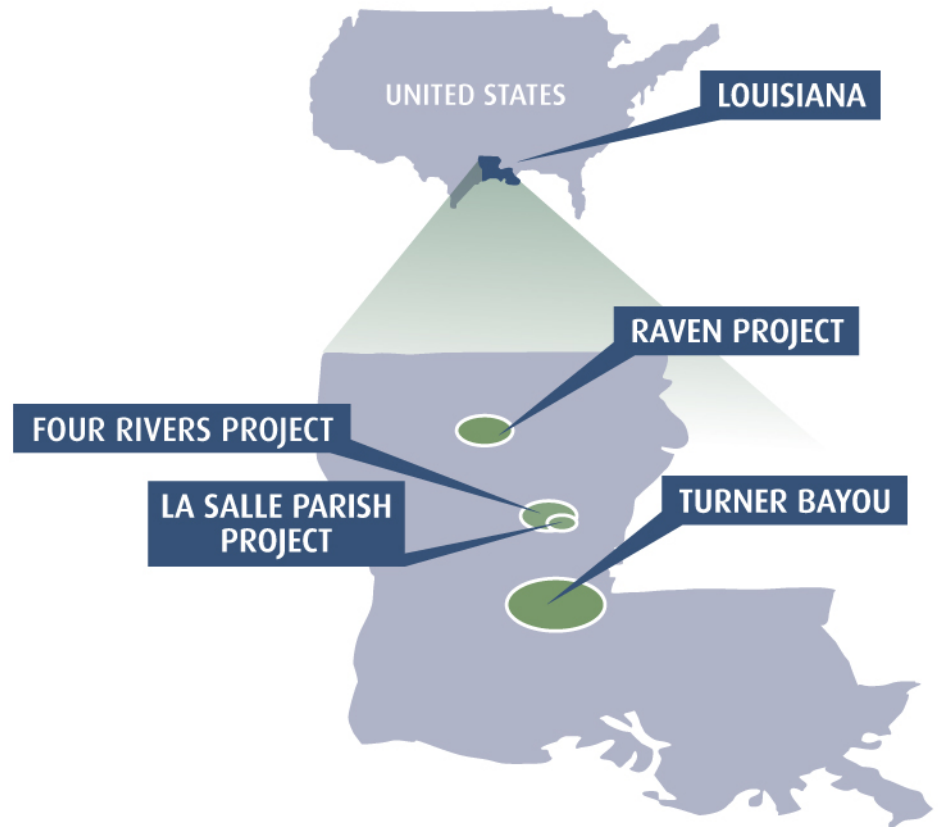 UNITED STATES
LOUISIANA
RAVEN PROJECT
FOUR RIVERS PROJECT
LA SALLE PARISH
PROJECT
TURNER BAYOU